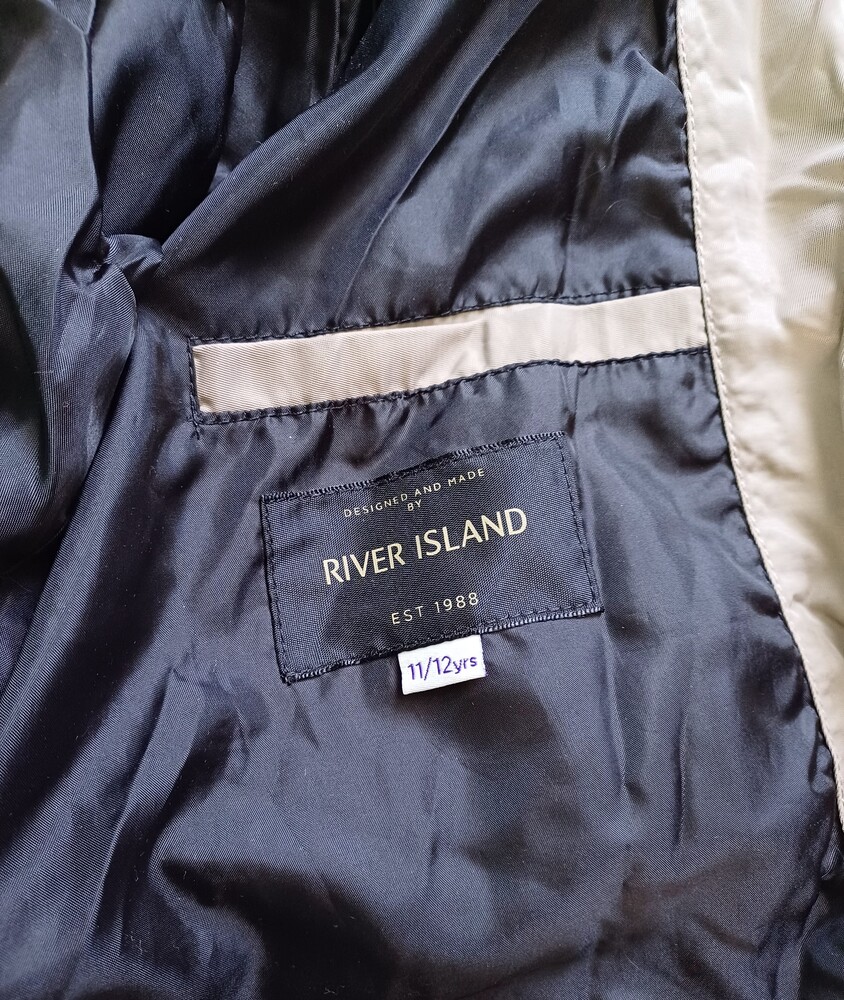 DESIGNED AND MADE
BY
RIVER ISLAND
EST 1988
11/12yrs